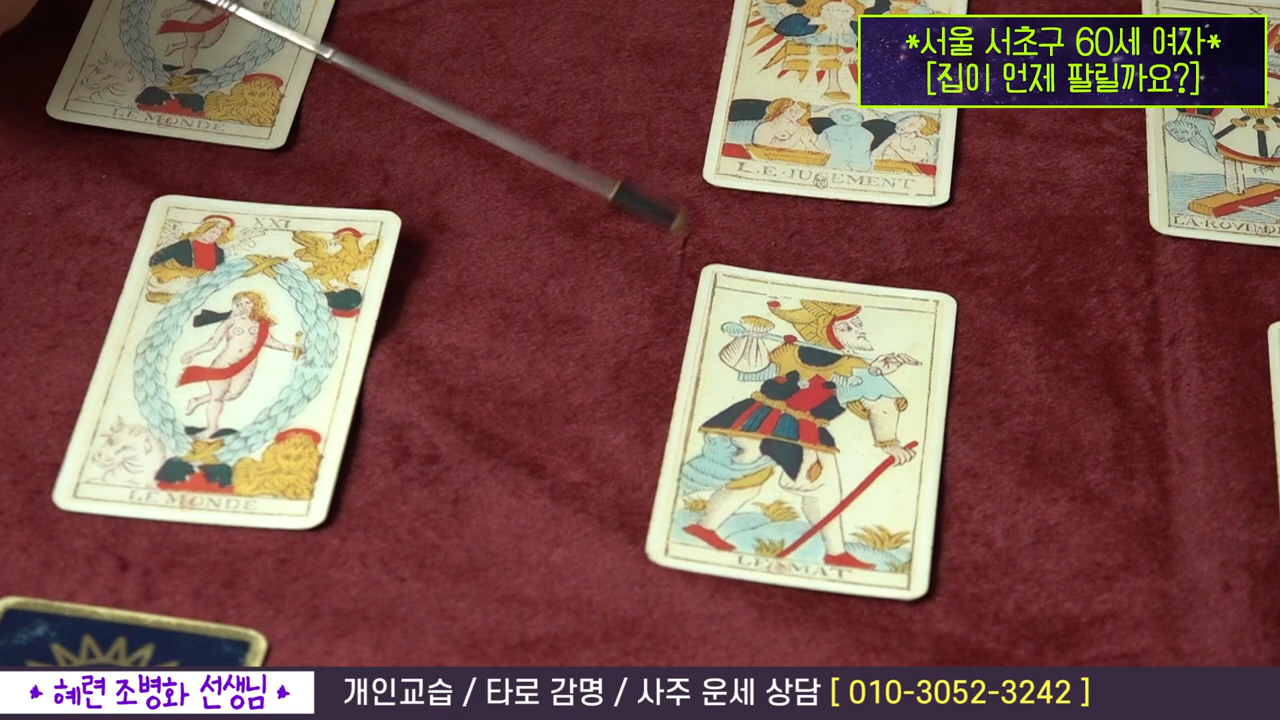 *서울 서초구 60세 여자*
[집이 언제 팔릴까요?]
LE MONDE
L.E·JUGEMENT
LA·ROUE·DE
XXI
LE MONDE
LE MAT
* 혜련 조병화 선생님 *
개인교습 / 타로 감명 / 사주 운세 상담 [ 010-3052-3242 ]